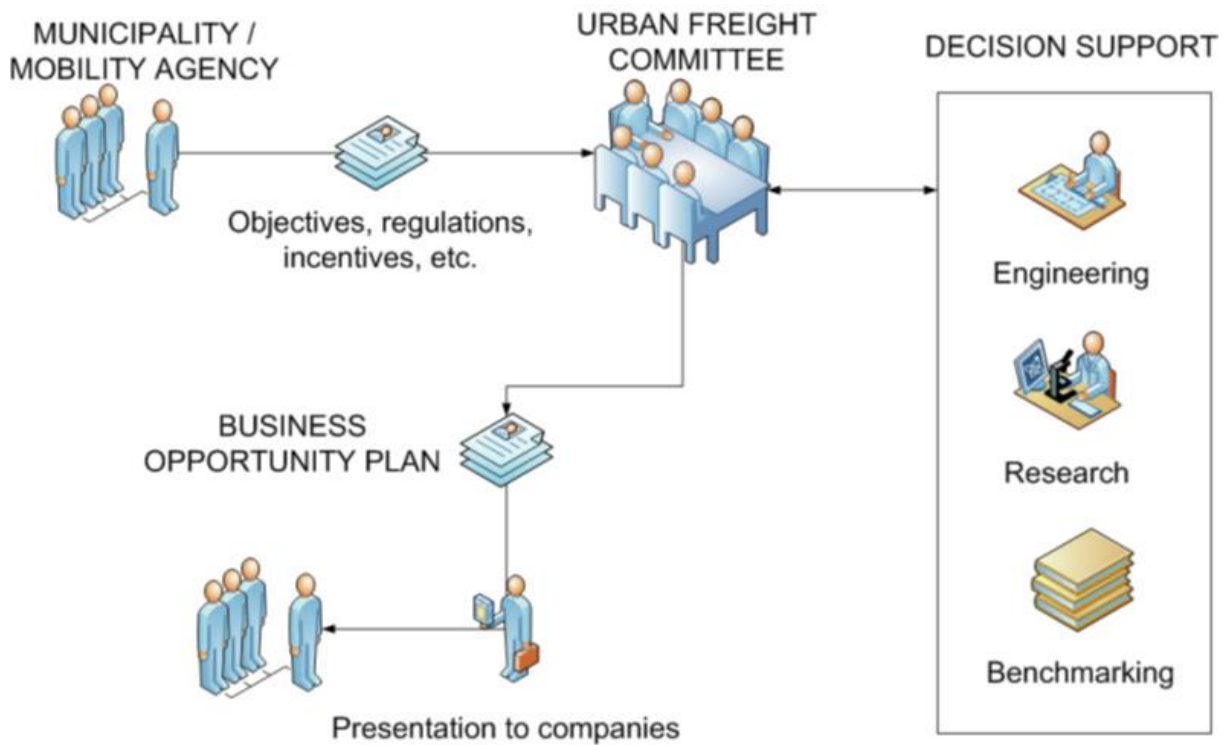 MUNICIPALITY /
MOBILITY AGENCY
URBAN FREIGHT
COMMITTEE
DECISION SUPPORT
Objectives, regulations,
incentives, etc.
Engineering
Research
Benchmarking
BUSINESS
OPPORTUNITY PLAN
Presentation to companies